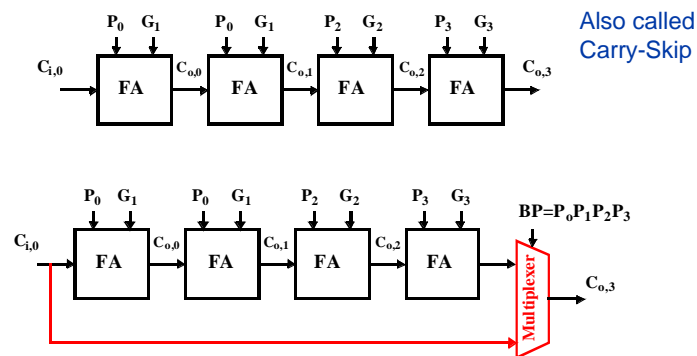 P0 G1 P0 G1 P2 G2 P3 G3
Also called
Carry-Skip
Ci,0 FA Co,0 FA Co,1 FA Co,2 FA Co,3
P0 G1 P0 G1 P2 G2 P3 G3
BP=PoP1P2P3
Ci,0 FA Co,0 FA Co,1 FA Co,2 FA
Multiplexer
Co,3